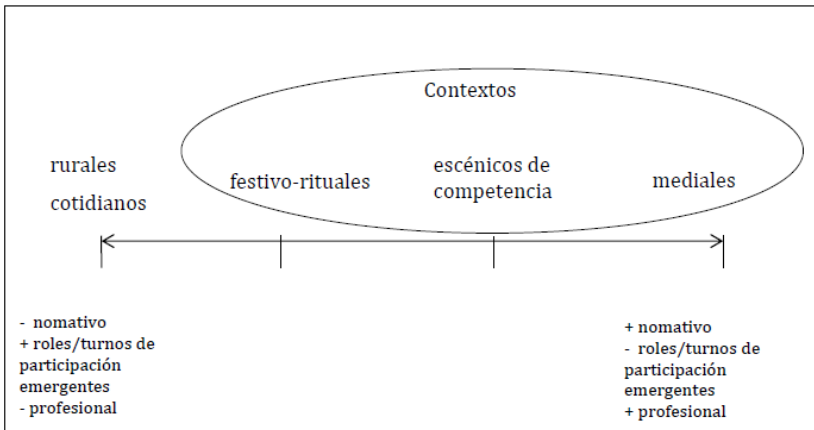 Contextos
rurales
cotidianos
festivo-rituales
escénicos de
competencia
mediales
- nomativo
+ roles/turnos de
participación
emergentes
- profesional
+ nomativo
- roles/turnos de
participación
emergentes
+ profesional